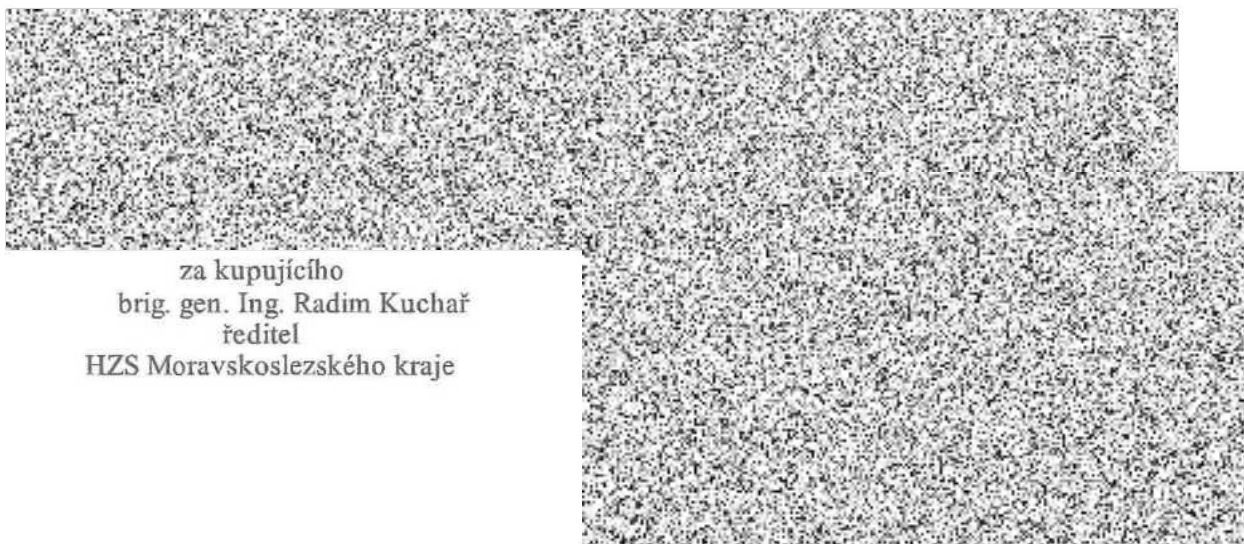 za kupujícího
brig. gen. Ing. Radim Kuchař
ředitel
HZS Moravskoslezského kraje